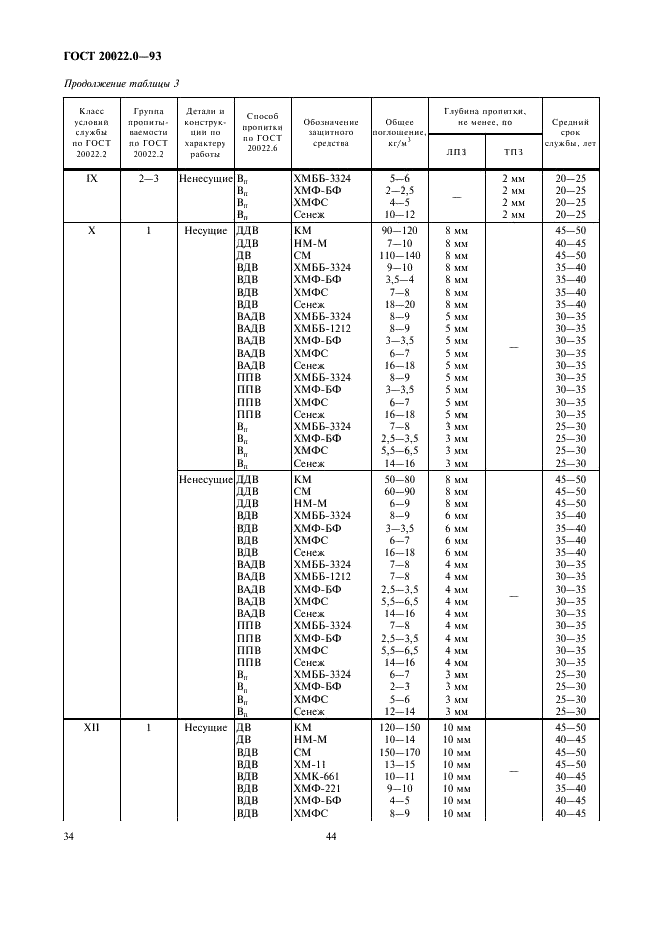 ГОСТ 20022.0—93
Продолжение таблицы 3
Класс условий службы по ГОСТ 20022.2 | Группа пропиты-ваемости по ГОСТ 20022.2 | Детали и конструк-ции по характеру работы | Способ пропитки по ГОСТ 20022.6 | Обозначение защитного средства | Общее поглощение, кг/м³ | Глубина пропитки, не менее, по | Средний срок службы, лет
ЛПЗ | ТПЗ
IX | 2—3 | Ненесущие | Вп | ХМББ-3324 | 5—6 | — | 2 мм | 20—25
Вп | ХМФ-БФ | 2—2,5 | 2 мм | 20—25
Вп | ХМФС | 4—5 | 2 мм | 20—25
Вп | Сенеж | 10—12 | 2 мм | 20—25
X | 1 | Несущие | ДДВ | КМ | 90—120 | 8 мм | — | 45—50
ДДВ | НМ-М | 7—10 | 8 мм | 40—45
ДВ | СМ | 110—140 | 8 мм | 45—50
ВДВ | ХМББ-3324 | 9—10 | 8 мм | 35—40
ВДВ | ХМФ-БФ | 3,5—4 | 8 мм | 35—40
ВДВ | ХМФС | 7—8 | 8 мм | 35—40
ВДВ | Сенеж | 18—20 | 8 мм | 35—40
ВАДВ | ХМББ-3324 | 8—9 | 5 мм | 30—35
ВАДВ | ХМББ-1212 | 8—9 | 5 мм | 30—35
ВАДВ | ХМФ-БФ | 3—3,5 | 5 мм | 30—35
ВАДВ | ХМФС | 6—7 | 5 мм | 30—35
ВАДВ | Сенеж | 16—18 | 5 мм | 30—35
ППВ | ХМББ-3324 | 8—9 | 5 мм | 30—35
ППВ | ХМФ-БФ | 3—3,5 | 5 мм | 30—35
ППВ | ХМФС | 6—7 | 5 мм | 30—35
ППВ | Сенеж | 16—18 | 5 мм | 30—35
Вп | ХМББ-3324 | 7—8 | 3 мм | 25—30
Вп | ХМФ-БФ | 2,5—3,5 | 3 мм | 25—30
Вп | ХМФС | 5,5—6,5 | 3 мм | 25—30
Вп | Сенеж | 14—16 | 3 мм | 25—30
Ненесущие | ДДВ | КМ | 50—80 | 8 мм | — | 45—50
ДДВ | СМ | 60—90 | 8 мм | 45—50
ДДВ | НМ-М | 6—9 | 8 мм | 45—50
ВДВ | ХМББ-3324 | 8—9 | 6 мм | 35—40
ВДВ | ХМФ-БФ | 3—3,5 | 6 мм | 35—40
ВДВ | ХМФС | 6—7 | 6 мм | 35—40
ВДВ | Сенеж | 16—18 | 6 мм | 35—40
ВАДВ | ХМББ-3324 | 7—8 | 4 мм | 30—35
ВАДВ | ХМББ-1212 | 7—8 | 4 мм | 30—35
ВАДВ | ХМФ-БФ | 2,5—3,5 | 4 мм | 30—35
ВАДВ | ХМФС | 5,5—6,5 | 4 мм | 30—35
ВАДВ | Сенеж | 14—16 | 4 мм | 30—35
ППВ | ХМББ-3324 | 7—8 | 4 мм | 30—35
ППВ | ХМФ-БФ | 2,5—3,5 | 4 мм | 30—35
ППВ | ХМФС | 5,5—6,5 | 4 мм | 30—35
ППВ | Сенеж | 14—16 | 4 мм | 30—35
Вп | ХМББ-3324 | 6—7 | 3 мм | 25—30
Вп | ХМФ-БФ | 2—3 | 3 мм | 25—30
Вп | ХМФС | 5—6 | 3 мм | 25—30
Вп | Сенеж | 12—14 | 3 мм | 25—30
XII | 1 | Несущие | ДВ | КМ | 120—150 | 10 мм | — | 45—50
ДВ | НМ-М | 10—14 | 10 мм | 40—45
ВДВ | СМ | 150—170 | 10 мм | 45—50
ВДВ | ХМ-11 | 13—15 | 10 мм | 45—50
ВДВ | ХМК-661 | 10—11 | 10 мм | 40—45
ВДВ | ХМФ-221 | 9—10 | 10 мм | 35—40
ВДВ | ХМФ-БФ | 4—5 | 10 мм | 40—45
ВДВ | ХМФС | 8—9 | 10 мм | 40—45
34
44